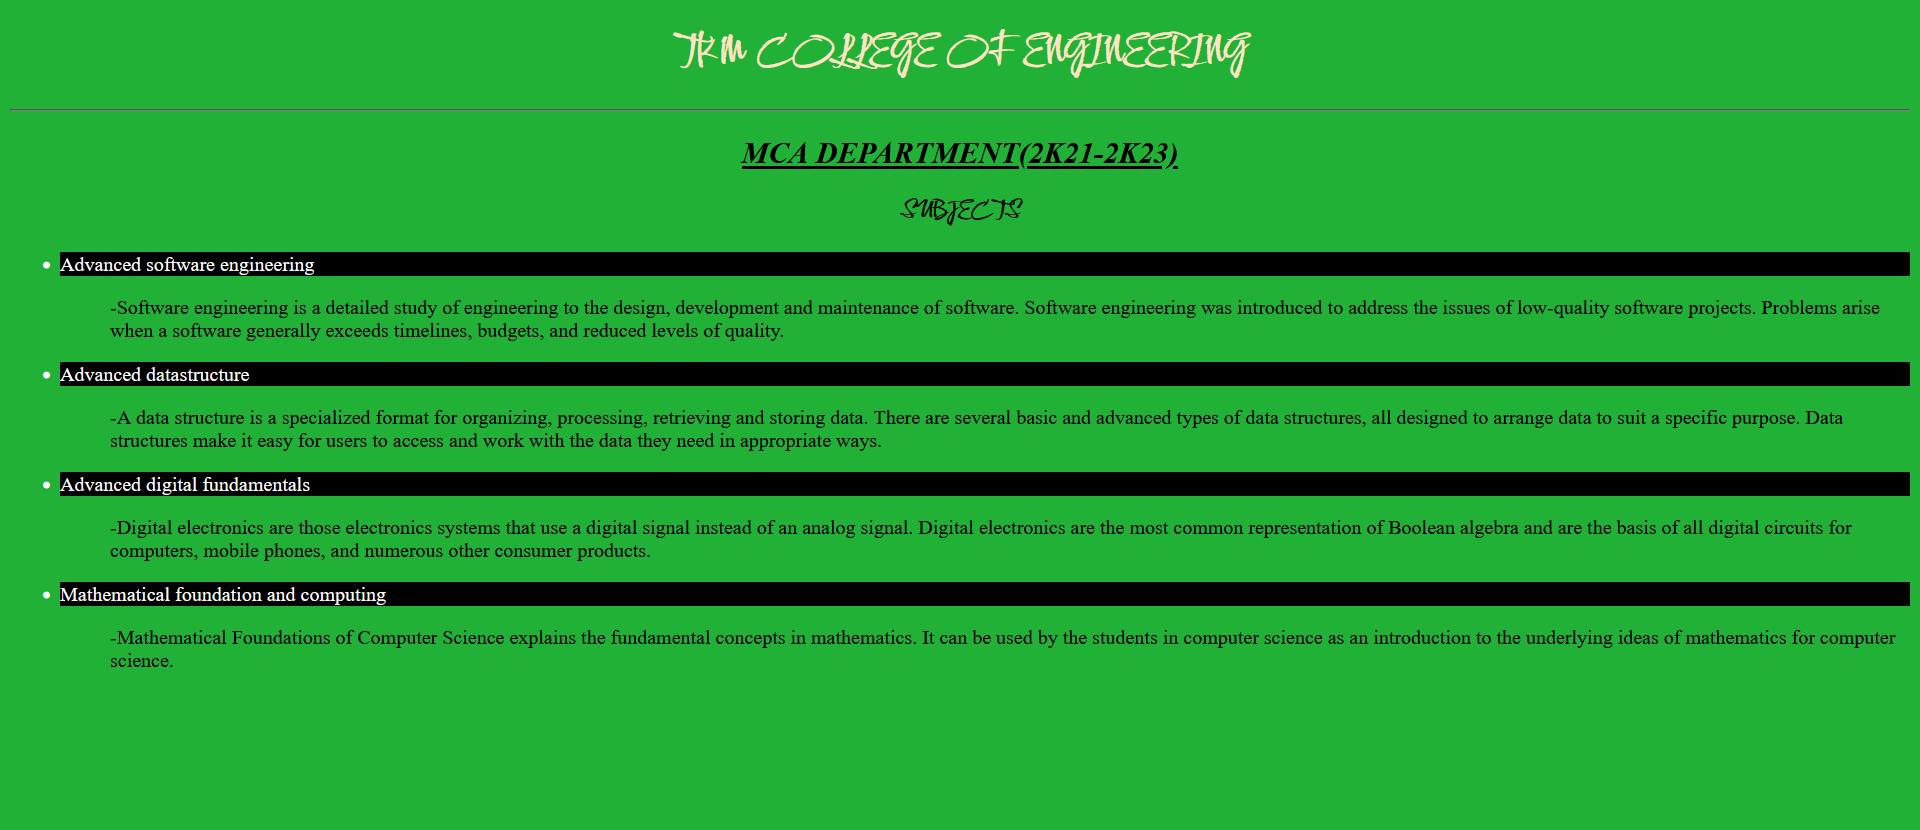 TKM COLLEGE OF ENGINEERING
MCA DEPARTMENT(2K21-2K23)
SUBJECTS
• Advanced software engineering
-Software engineering is a detailed study of engineering to the design, development and maintenance of software. Software engineering was introduced to address the issues of low-quality software projects. Problems arise
when a software generally exceeds timelines, budgets, and reduced levels of quality.
• Advanced datastructure
-A data structure is a specialized format for organizing, processing, retrieving and storing data. There are several basic and advanced types of data structures, all designed to arrange data to suit a specific purpose. Data
structures make it easy for users to access and work with the data they need in appropriate ways.
• Advanced digital fundamentals
-Digital electronics are those electronics systems that use a digital signal instead of an analog signal. Digital electronics are the most common representation of Boolean algebra and are the basis of all digital circuits for
computers, mobile phones, and numerous other consumer products.
• Mathematical foundation and computing
-Mathematical Foundations of Computer Science explains the fundamental concepts in mathematics. It can be used by the students in computer science as an introduction to the underlying ideas of mathematics for computer
science.